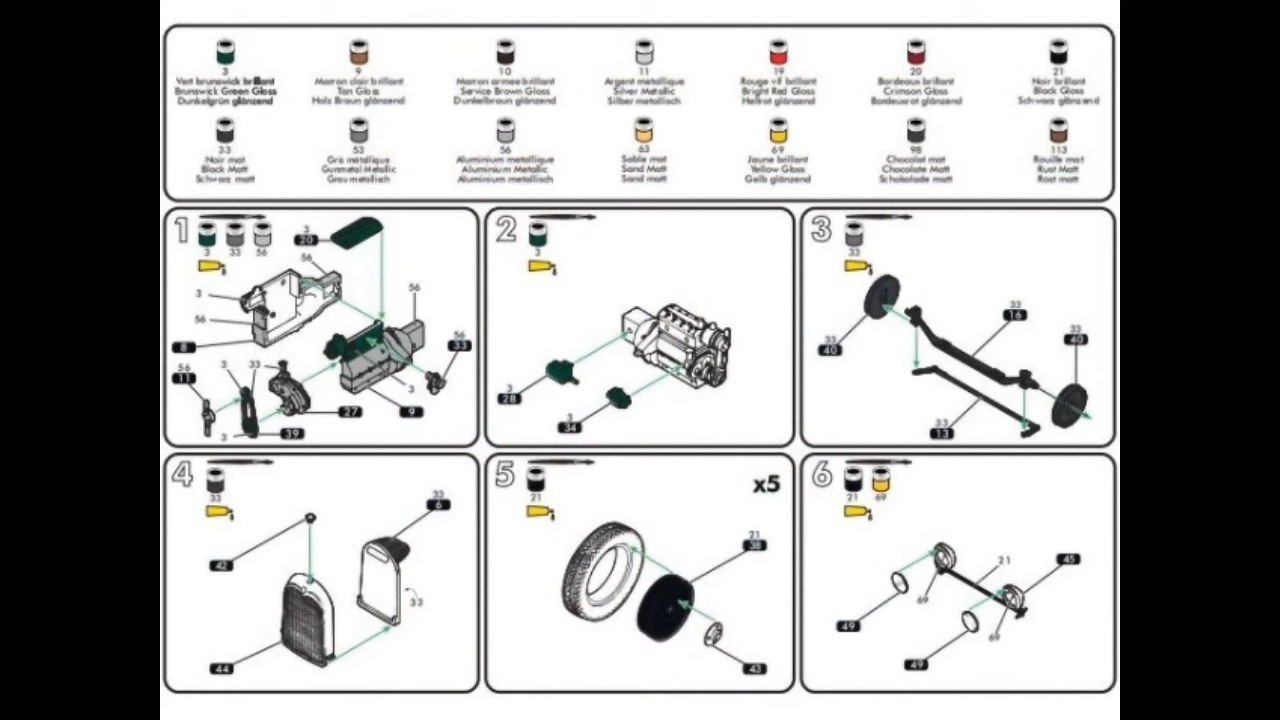 3
Vert brunswick brillant
Brunswick Green Gloss
Dunkelgrün glänzend
9
Marron clair brillant
Tan Gloss
Holz Braun glänzend
10
Marron armee brillant
Service Brown Gloss
Dunkelbraun glänzend
11
Argent metallique
Silver Metallic
Silber metallisch
19
Rouge vif brillant
Bright Red Gloss
Hellrot glänzend
20
Bordeaux brillant
Crimson Gloss
Bordeuxrot glänzend
21
Noir brillant
Black Gloss
Schwarz glänzend
33
Noir mat
Black Matt
Schwarz matt
53
Gris métallique
Gunmetal Metallic
Grau metallisch
56
Aluminium metallique
Aluminium Metallic
Aluminium metallisch
63
Sable mat
Sand Matt
Sand matt
69
Jaune brillant
Yellow Gloss
Gelb glänzend
98
Chocolat mat
Chocolate Matt
Schokolade matt
113
Rouille mat
Rust Matt
Rost matt
1
3 33 56
3
20
56
3
56
56
8
56
33
3
56
11
3 33
27
9
3
39
2
3
3
28
3
34
3
33
33
16
33
40
33
40
33
13
4
33
33
6
42
33
44
5
21
x5
21
38
43
6
21 69
21
45
69
49
69
49